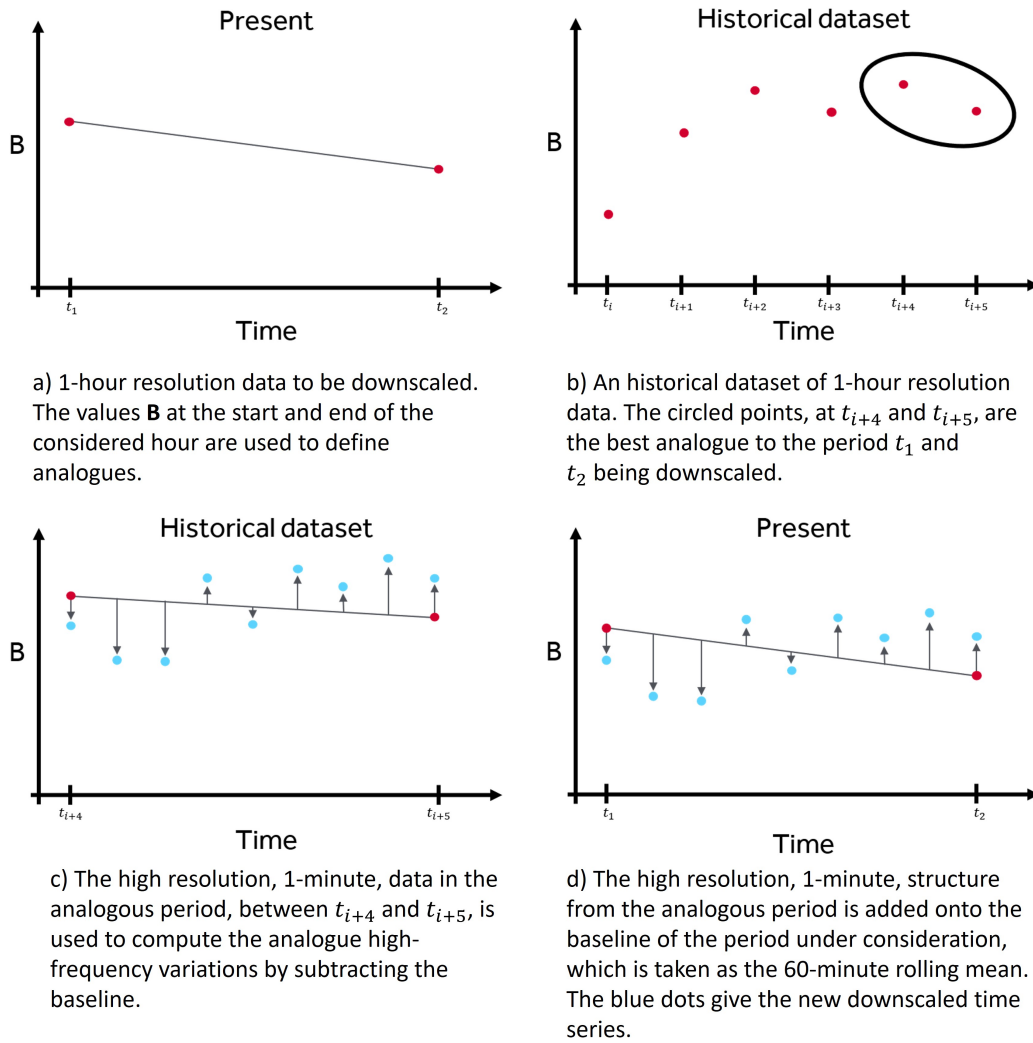 Present
B
t₁
t₂
Time
a) 1-hour resolution data to be downscaled.
The values B at the start and end of the
considered hour are used to define
analogues.
Historical dataset
B
tᵢ
tᵢ₊₁
tᵢ₊₂
tᵢ₊₃
tᵢ₊₄
tᵢ₊₅
Time
b) An historical dataset of 1-hour resolution
data. The circled points, at tᵢ₊₄ and tᵢ₊₅, are
the best analogue to the period t₁ and
t₂ being downscaled.
Historical dataset
B
tᵢ₊₄
tᵢ₊₅
Time
c) The high resolution, 1-minute, data in the
analogous period, between tᵢ₊₄ and tᵢ₊₅, is
used to compute the analogue high-
frequency variations by subtracting the
baseline.
Present
B
t₁
t₂
Time
d) The high resolution, 1-minute, structure
from the analogous period is added onto the
baseline of the period under consideration,
which is taken as the 60-minute rolling mean.
The blue dots give the new downscaled time
series.